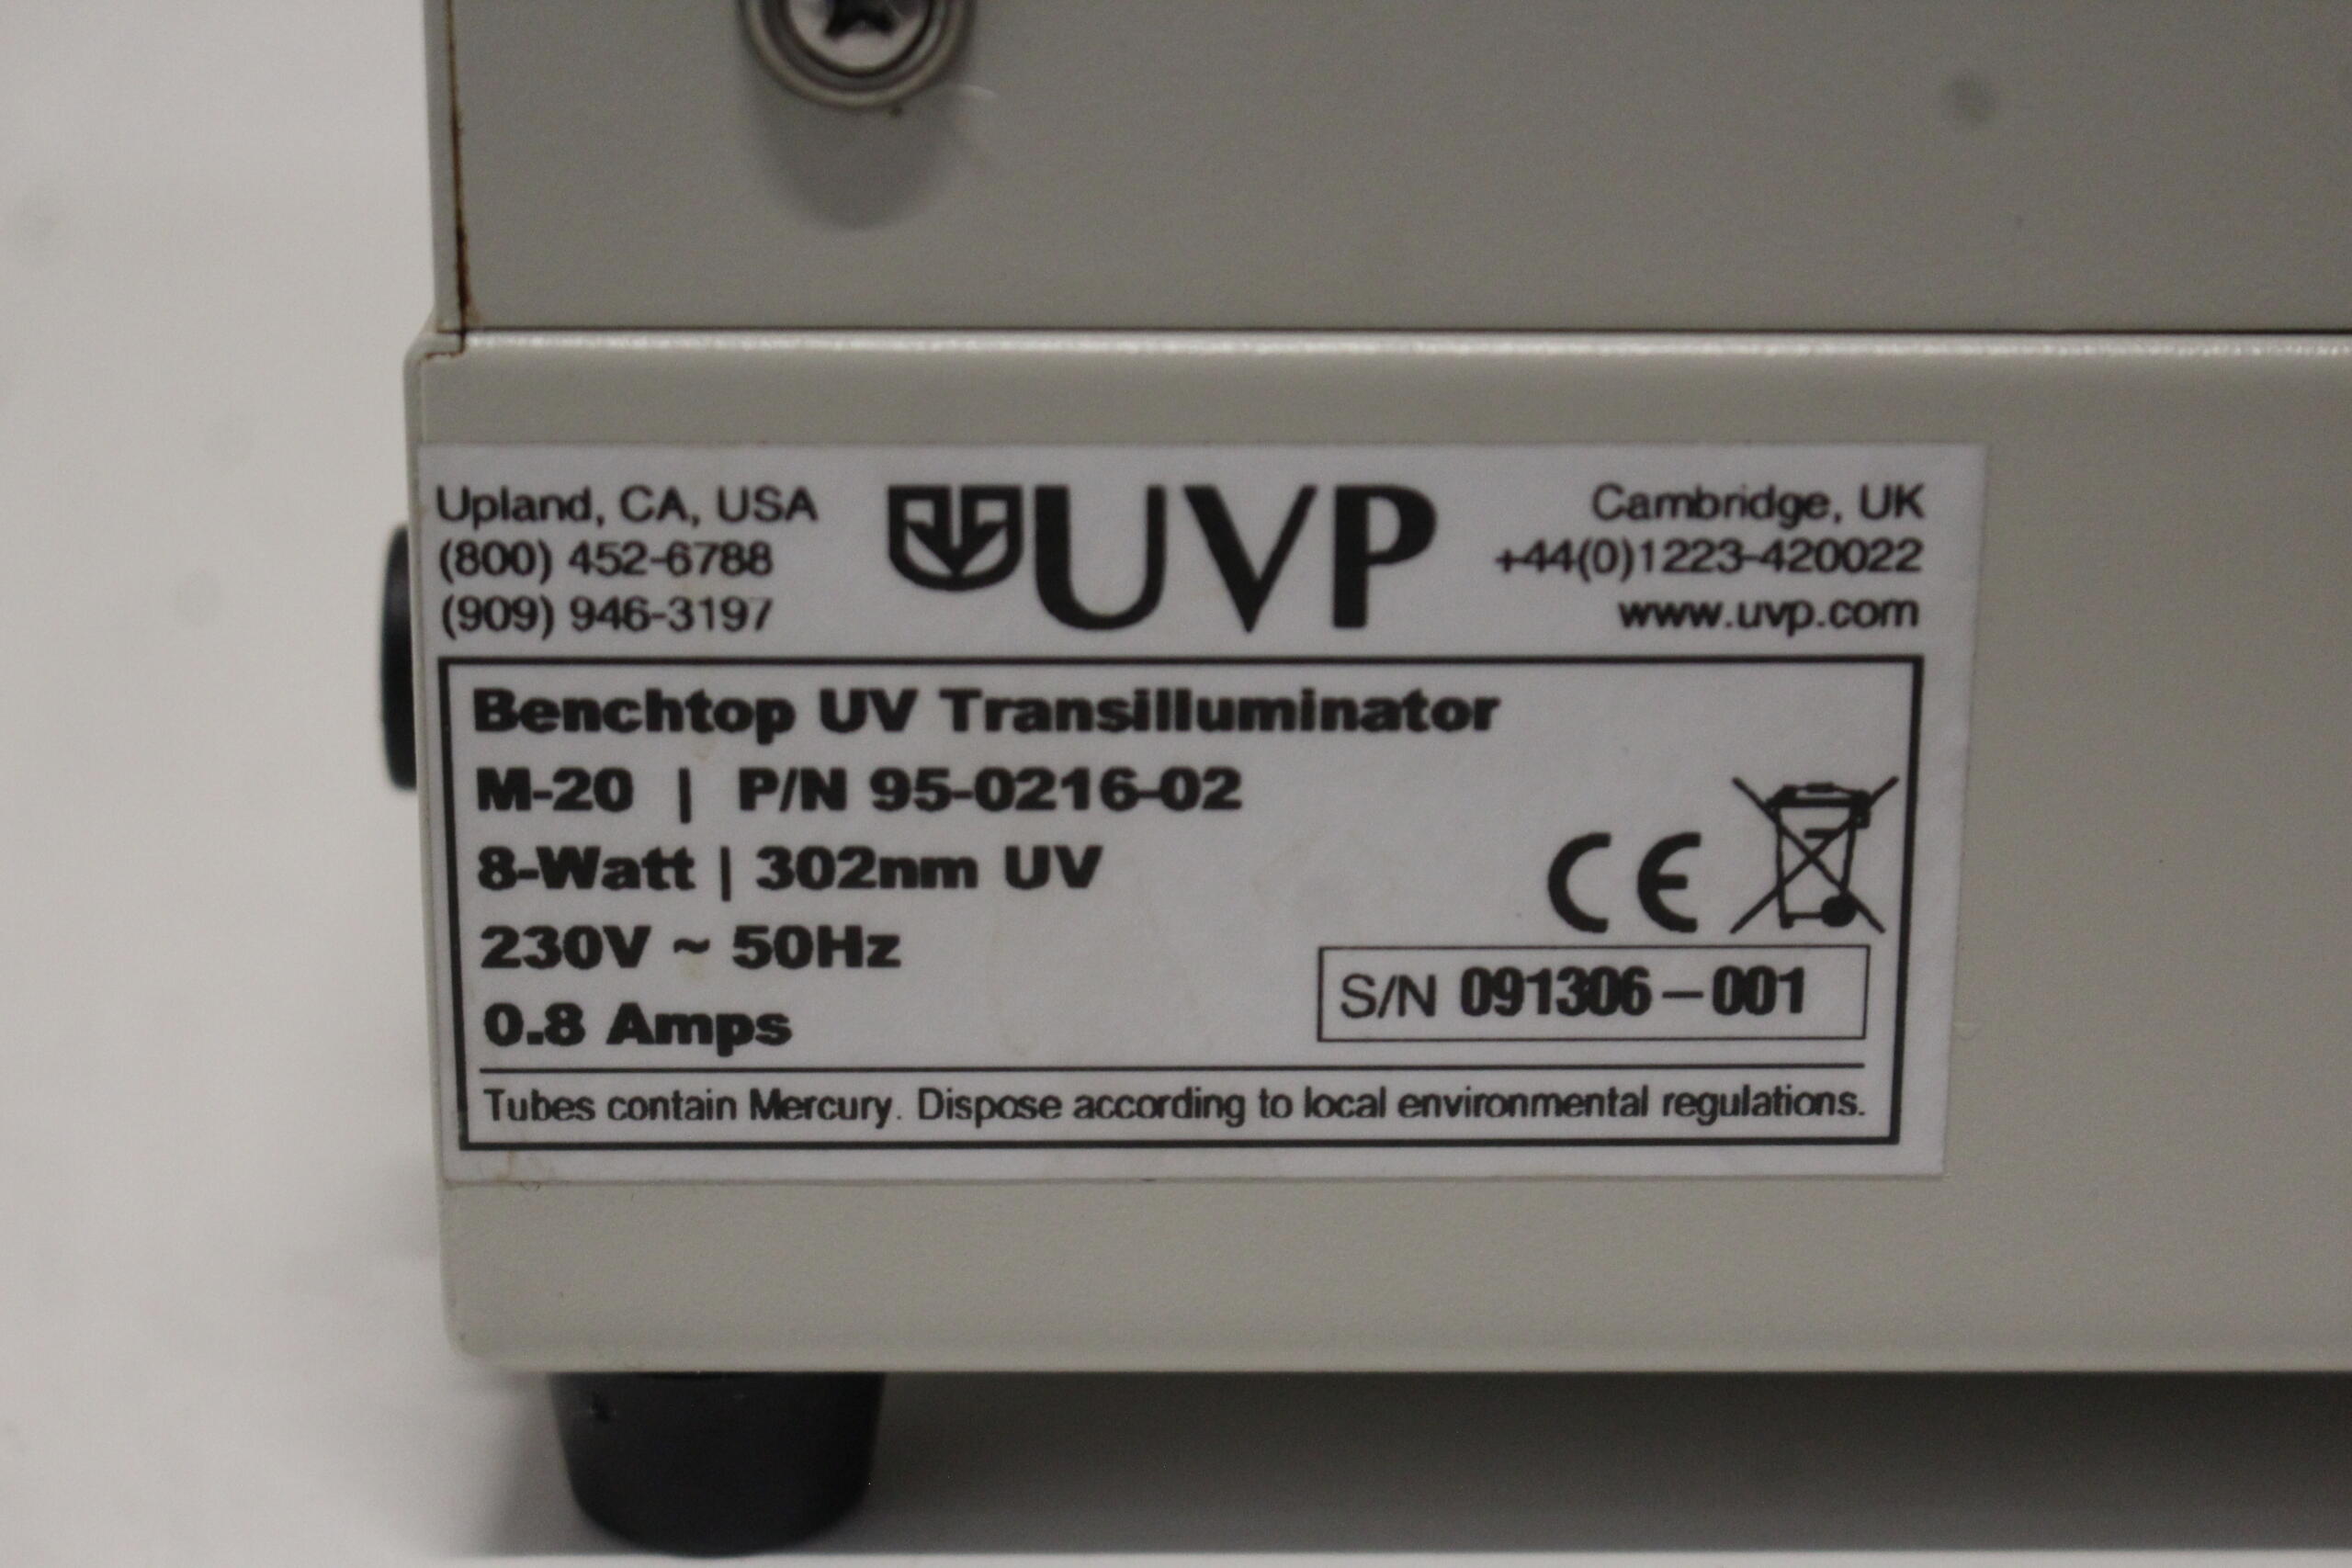 Upland, CA, USA
(800) 452-6788
(909) 946-3197
UVP
Cambridge, UK
+44(0)1223-420022
www.uvp.com
Benchtop UV Transilluminator
M-20 | P/N 95-0216-02
8-Watt | 302nm UV
230V ~ 50Hz
0.8 Amps
CE
S/N 091306-001
Tubes contain Mercury. Dispose according to local environmental regulations.